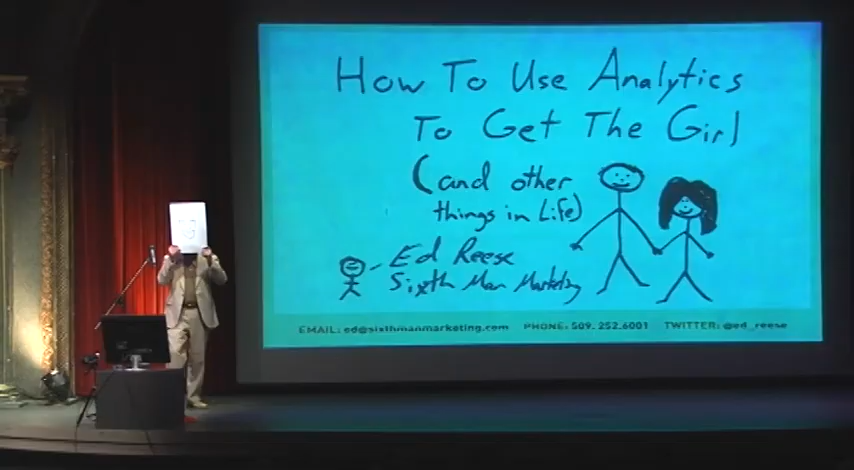 How To Use Analytics
To Get The Girl
(and other
things in Life)
Ed Reese
Sixth Man Marketing
EMAIL: ed@sixthmanmarketing.com PHONE: 509.252.6001 TWITTER: @ed_reese